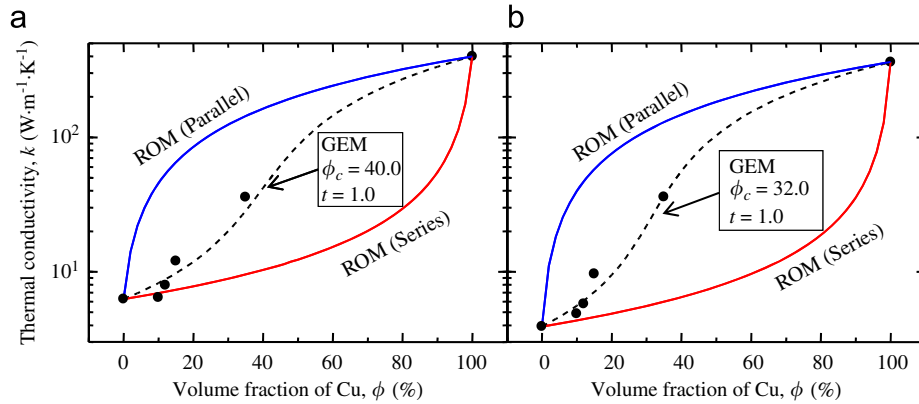 a
b
Thermal conductivity, k (W·m⁻¹·K⁻¹)
10²
10¹
ROM (Parallel)
GEM
ϕc = 40.0
t = 1.0
ROM (Series)
0 20 40 60 80 100
Volume fraction of Cu, ϕ (%)
ROM (Parallel)
GEM
ϕc = 32.0
t = 1.0
ROM (Series)
0 20 40 60 80 100
Volume fraction of Cu, ϕ (%)